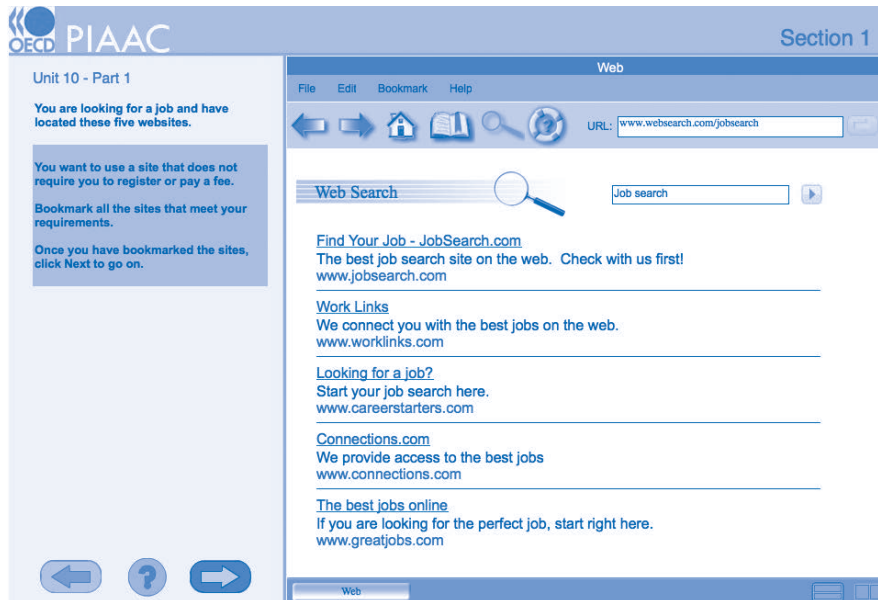 OECD PIAAC
Section 1
Unit 10 - Part 1
You are looking for a job and have
located these five websites.
You want to use a site that does not
require you to register or pay a fee.
Bookmark all the sites that meet your
requirements.
Once you have bookmarked the sites,
click Next to go on.
Web
File Edit Bookmark Help
URL: www.websearch.com/jobsearch
Web Search
Job search
Find Your Job - JobSearch.com
The best job search site on the web. Check with us first!
www.jobsearch.com
Work Links
We connect you with the best jobs on the web.
www.worklinks.com
Looking for a job?
Start your job search here.
www.careerstarters.com
Connections.com
We provide access to the best jobs
www.connections.com
The best jobs online
If you are looking for the perfect job, start right here.
www.greatjobs.com
?
Web